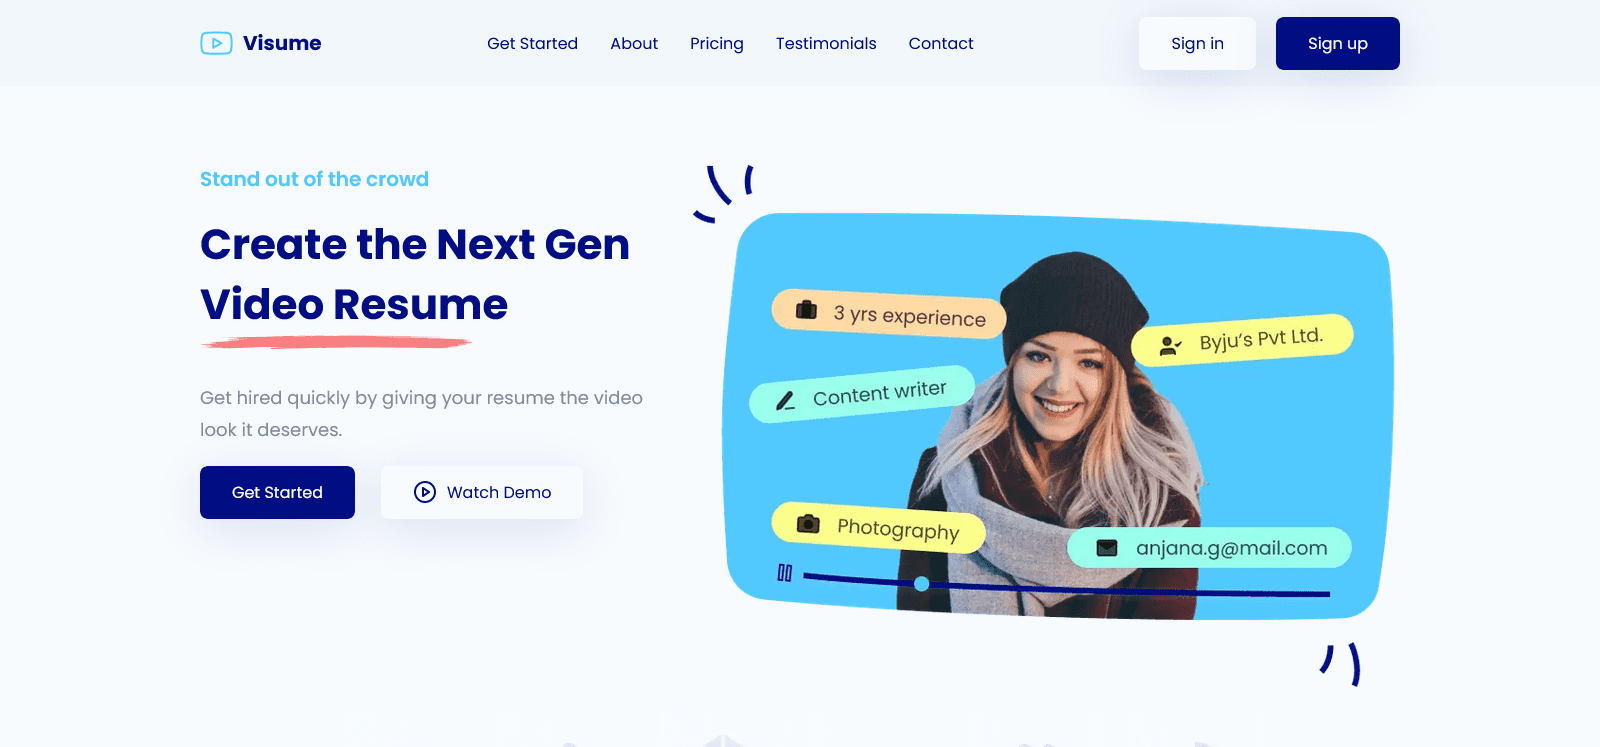 Visume
Get Started
About
Pricing
Testimonials
Contact
Sign in
Sign up
Stand out of the crowd
Create the Next Gen
Video Resume
Get hired quickly by giving your resume the video
look it deserves.
Get Started
Watch Demo
3 yrs experience
Byju's Pvt Ltd.
Content writer
Photography
anjana.g@mail.com